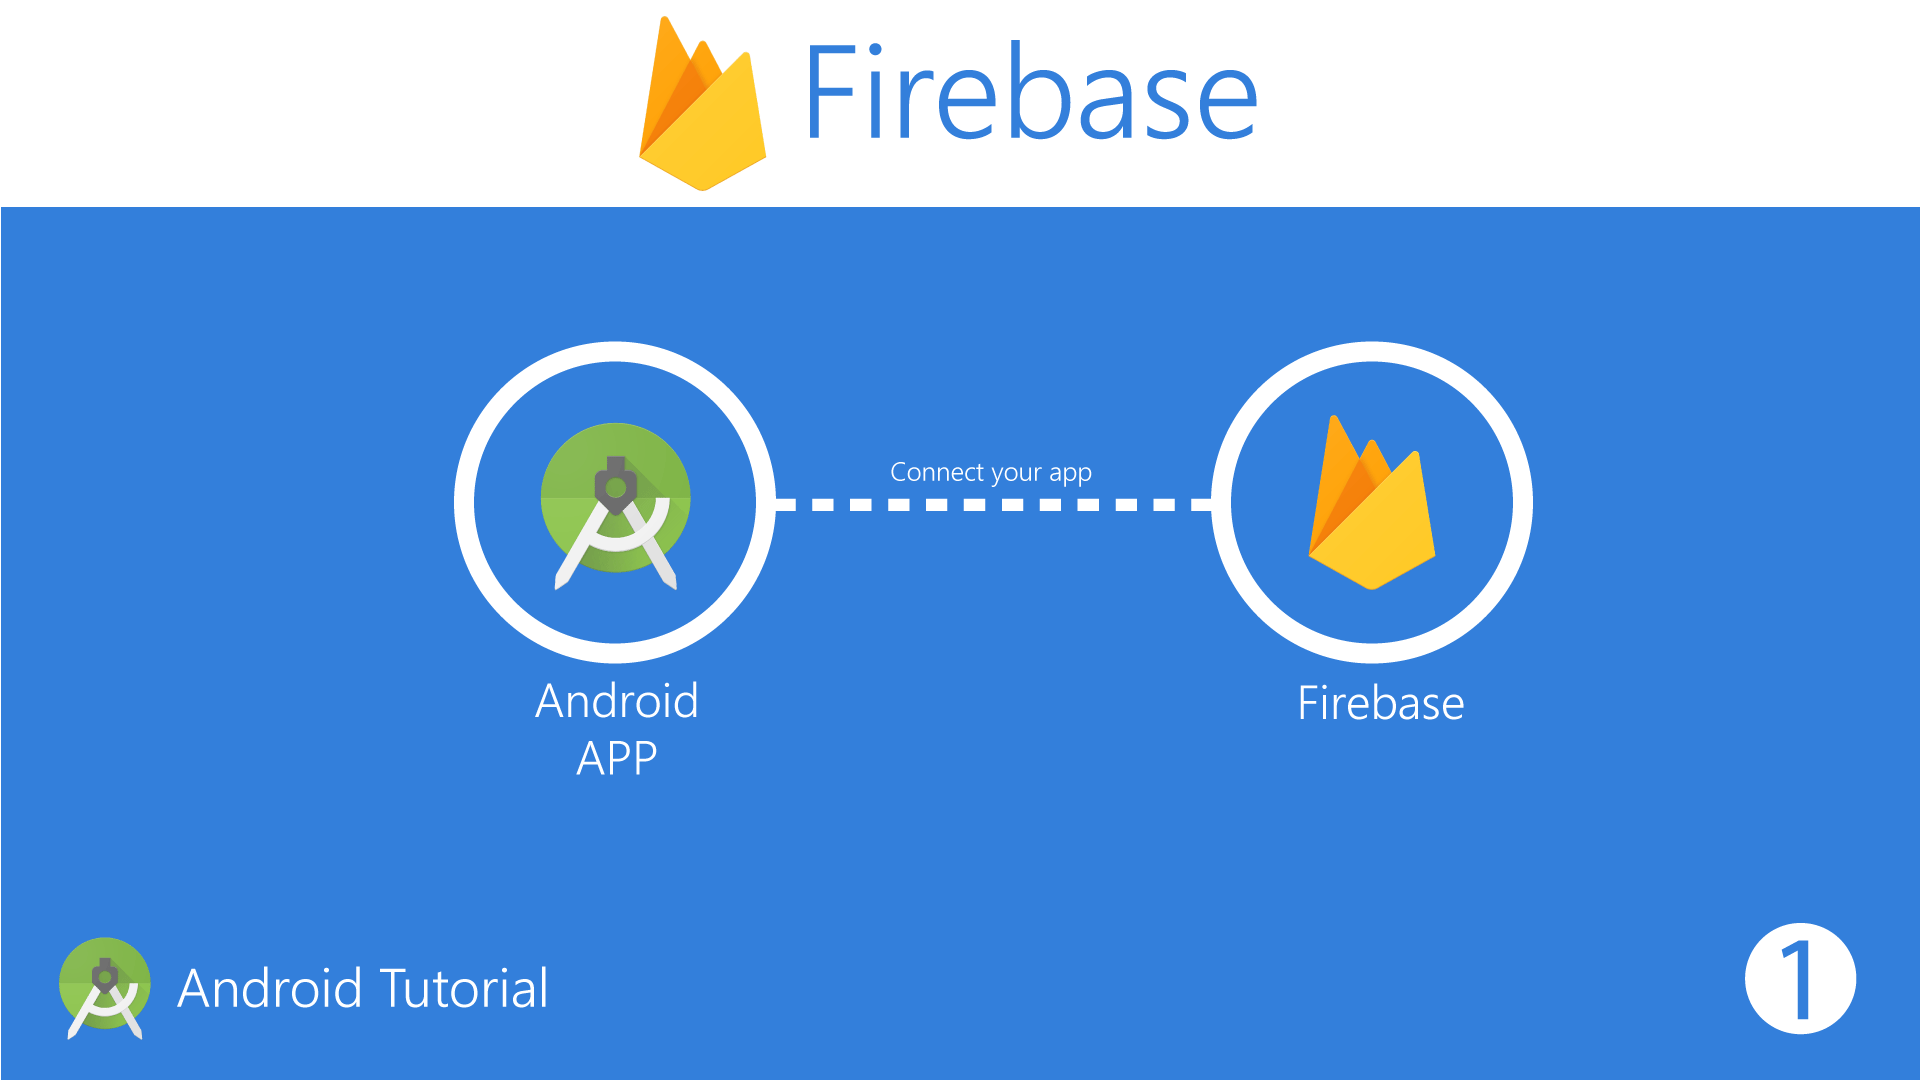 Firebase
Connect your app
Android
APP
Firebase
Android Tutorial
1